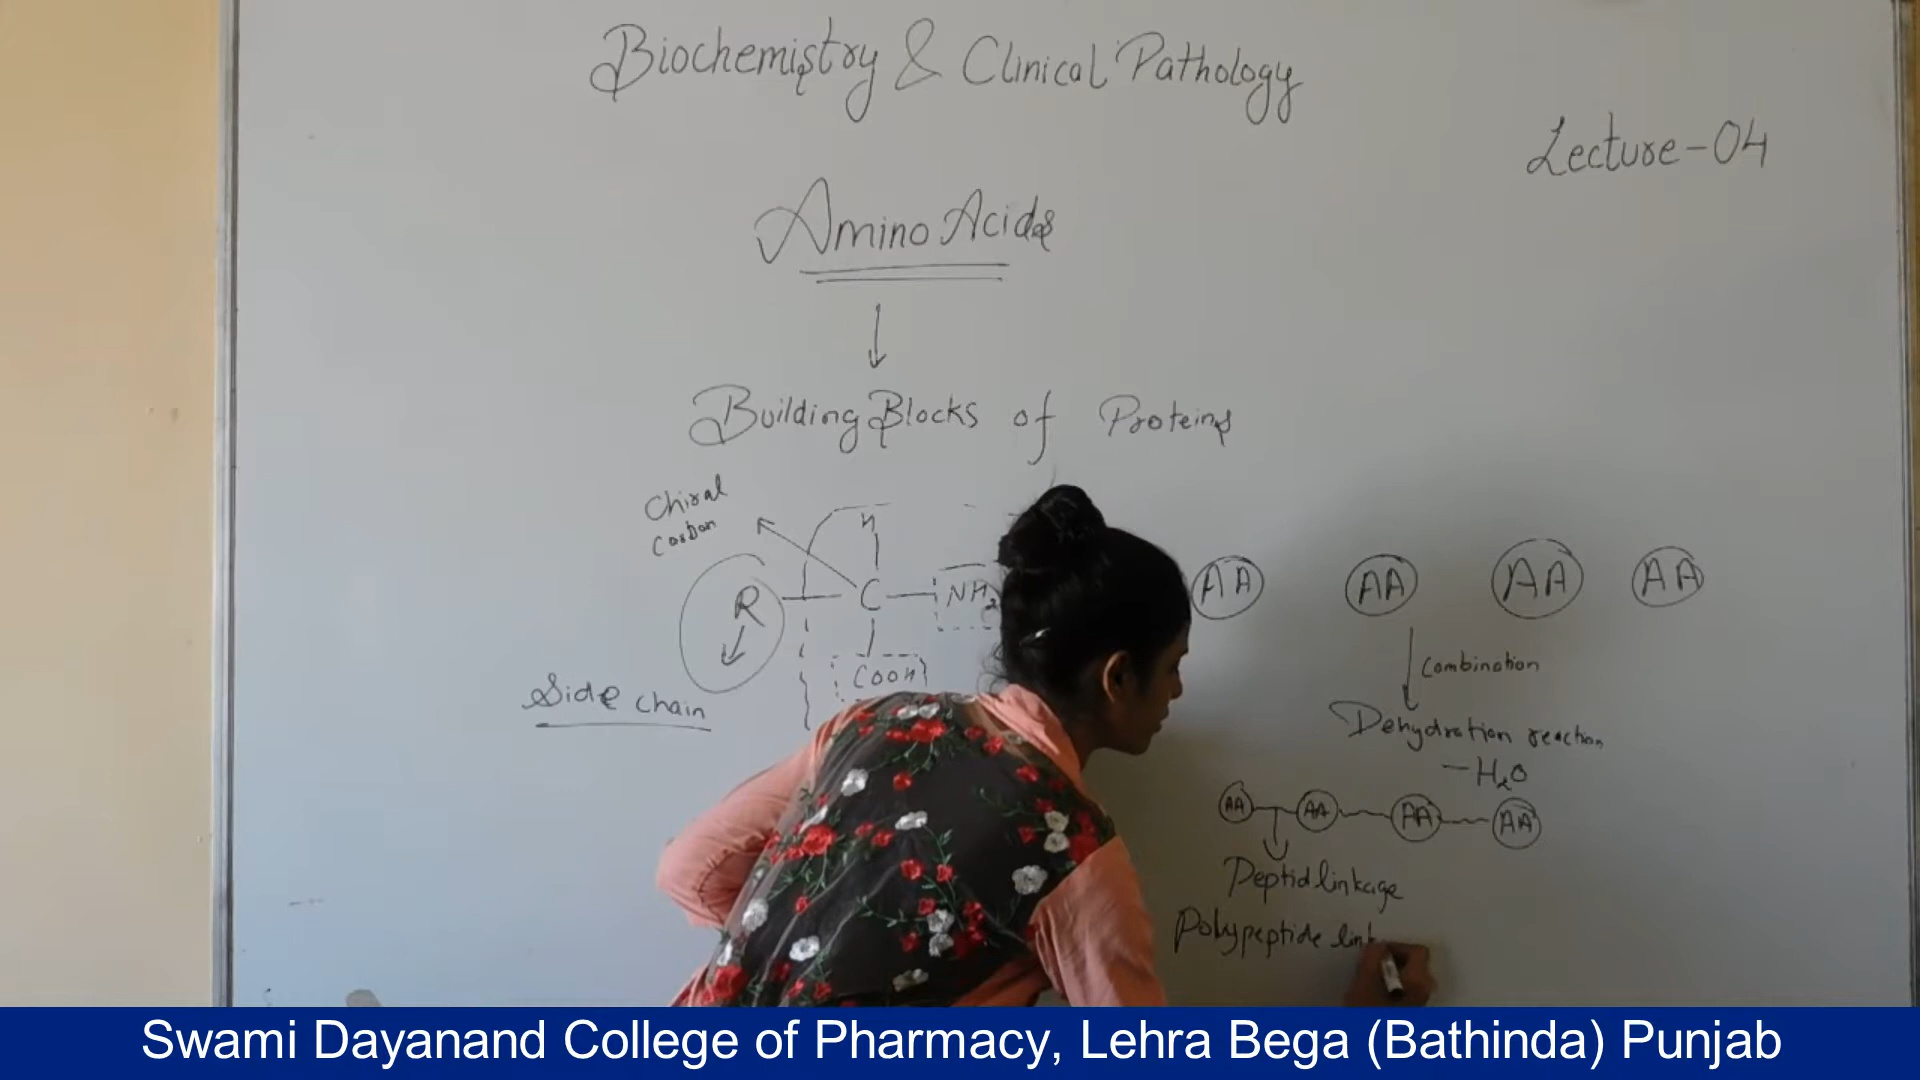 Biochemistry & Clinical Pathology
Lecture-04
Amino Acids
Building Blocks of Proteins
Chiral
Carbon
H
R
C
NH2
COOH
Side chain
AA
AA
AA
AA
Combination
Dehydration reaction
-H2O
AA
AA
AA
AA
Peptid linkage
Polypeptide link
Swami Dayanand College of Pharmacy, Lehra Bega (Bathinda) Punjab